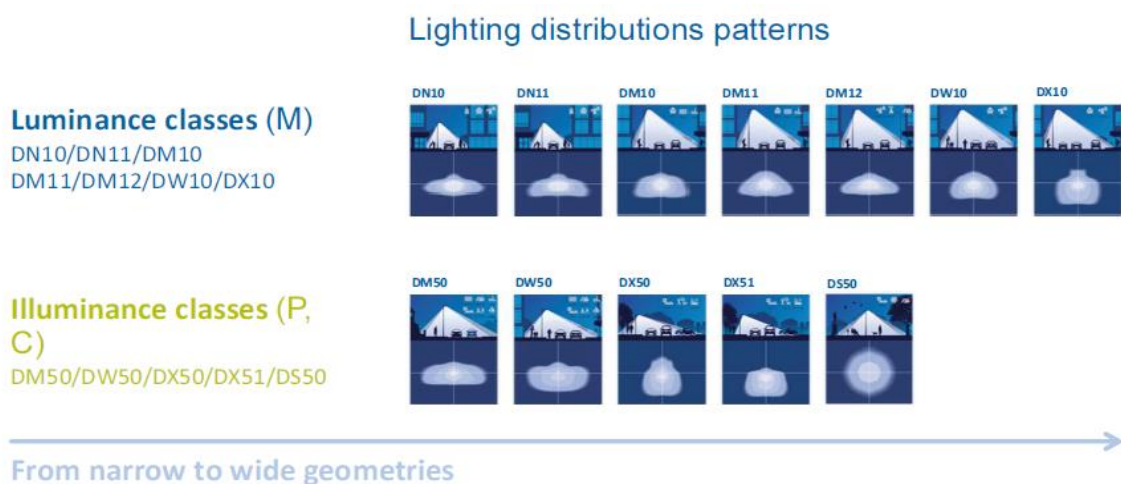 Lighting distributions patterns
Luminance classes (M)
DN10/DN11/DM10
DM11/DM12/DW10/DX10
DN10 DN11 DM10 DM11 DM12 DW10 DX10
Illuminance classes (P,
C)
DM50/DW50/DX50/DX51/DS50
DM50 DW50 DX50 DX51 DS50
From narrow to wide geometries